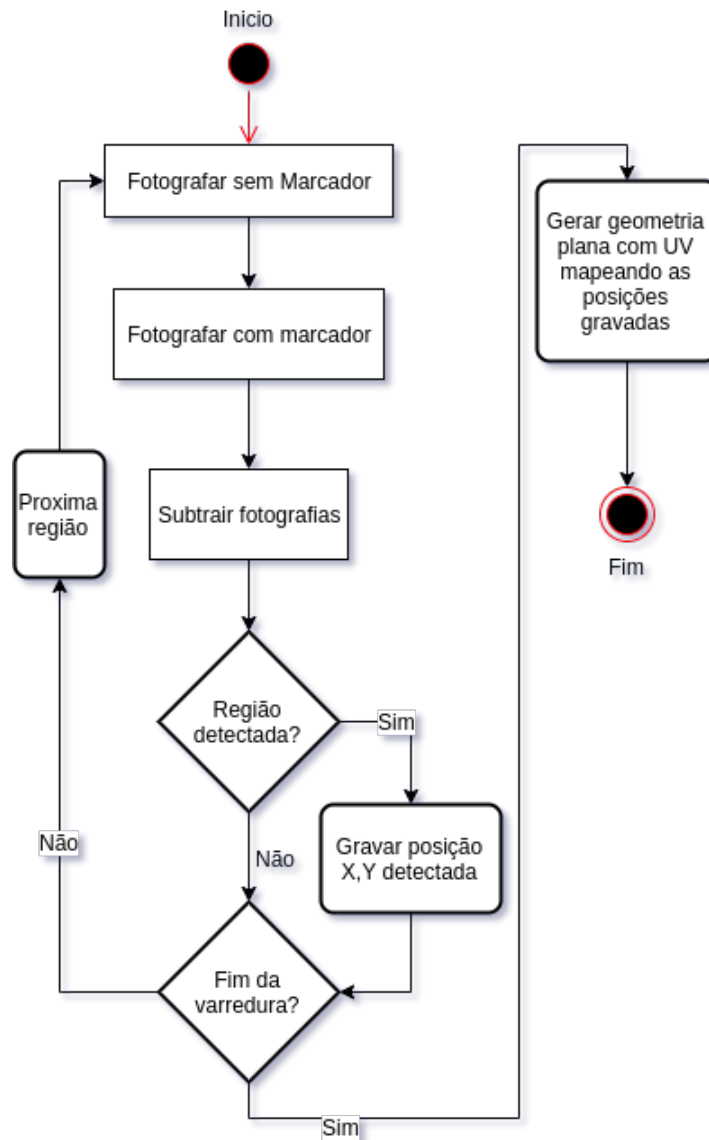 Inicio
Fotografar sem Marcador
Fotografar com marcador
Subtrair fotografias
Região
detectada?
Sim
Não
Gravar posição
X,Y detectada
Fim da
varredura?
Não
Proxima
região
Sim
Gerar geometria
plana com UV
mapeando as
posições
gravadas
Fim